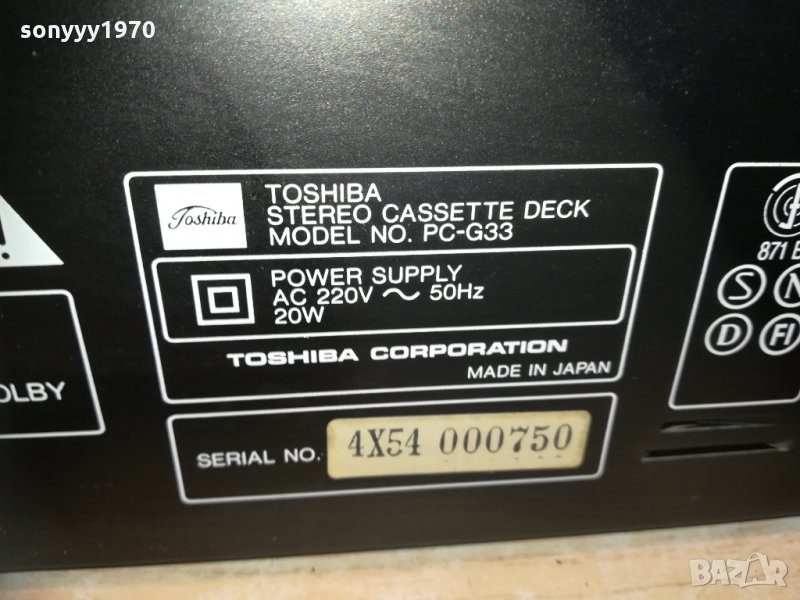 sonyyy1970
Toshiba
TOSHIBA
STEREO CASSETTE DECK
MODEL NO. PC-G33
POWER SUPPLY
AC 220V ~ 50Hz
20W
TOSHIBA CORPORATION
MADE IN JAPAN
SERIAL NO. 4X54 000750
OLBY
871
S N
D FI
BAZAR